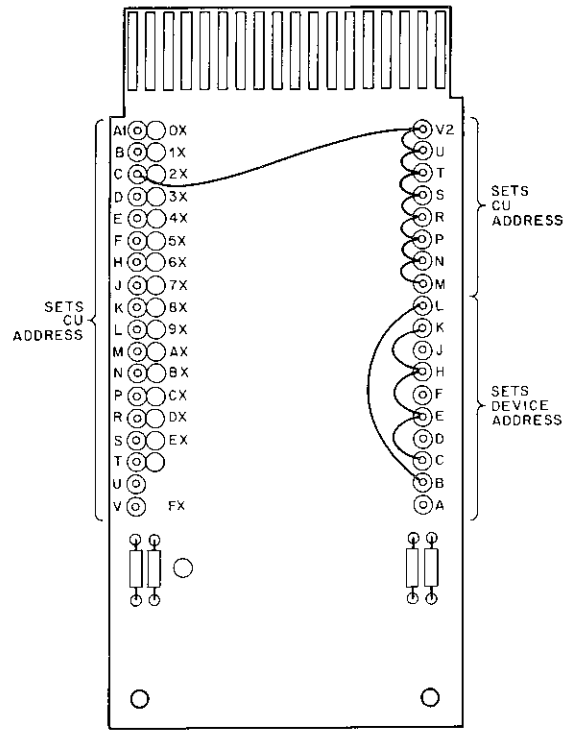 A1 0X
B 1X
C 2X
D 3X
E 4X
F 5X
H 6X
J 7X
K 8X
L 9X
M AX
N BX
P CX
R DX
S EX
T
U
V FX
SETS
CU
ADDRESS
V2
U
T
S
R
P
N
M
L
K
J
H
F
E
D
C
B
A
SETS
CU
ADDRESS
SETS
DEVICE
ADDRESS